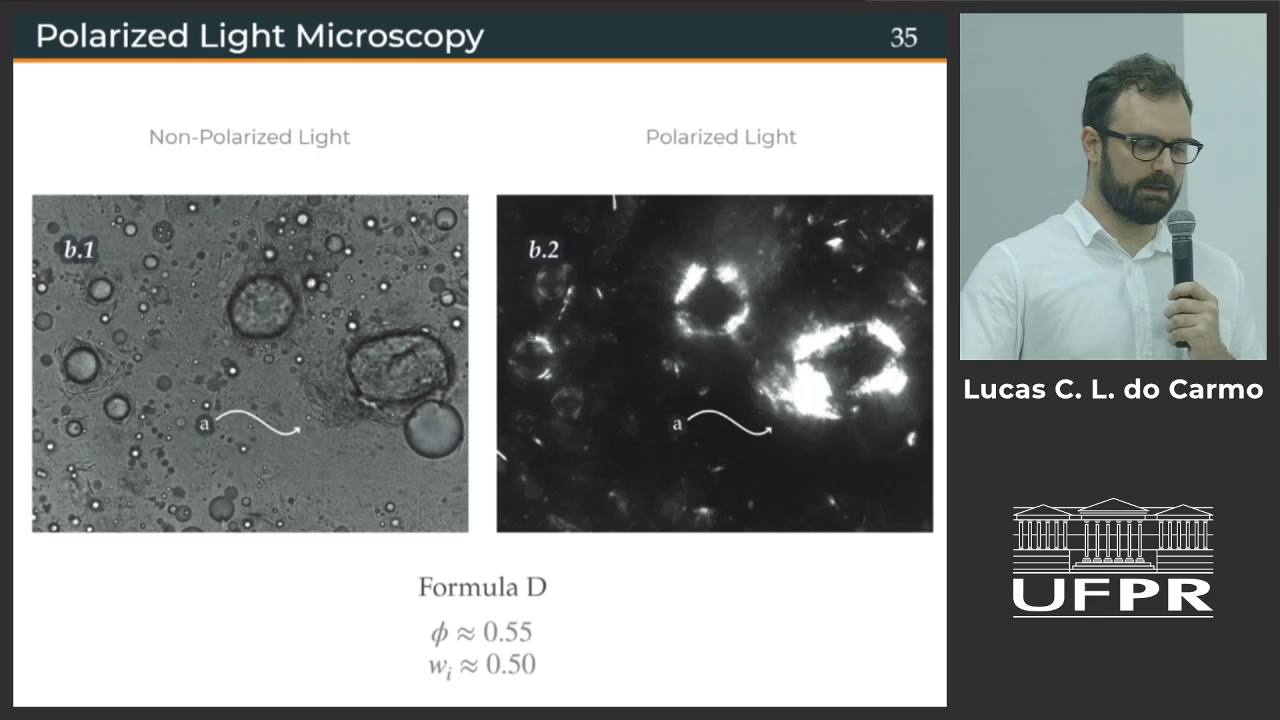 Polarized Light Microscopy
35
Non-Polarized Light
Polarized Light
b.1
b.2
a
a
Formula D
ϕ ≈ 0.55
wᵢ ≈ 0.50
Lucas C. L. do Carmo
UFPR